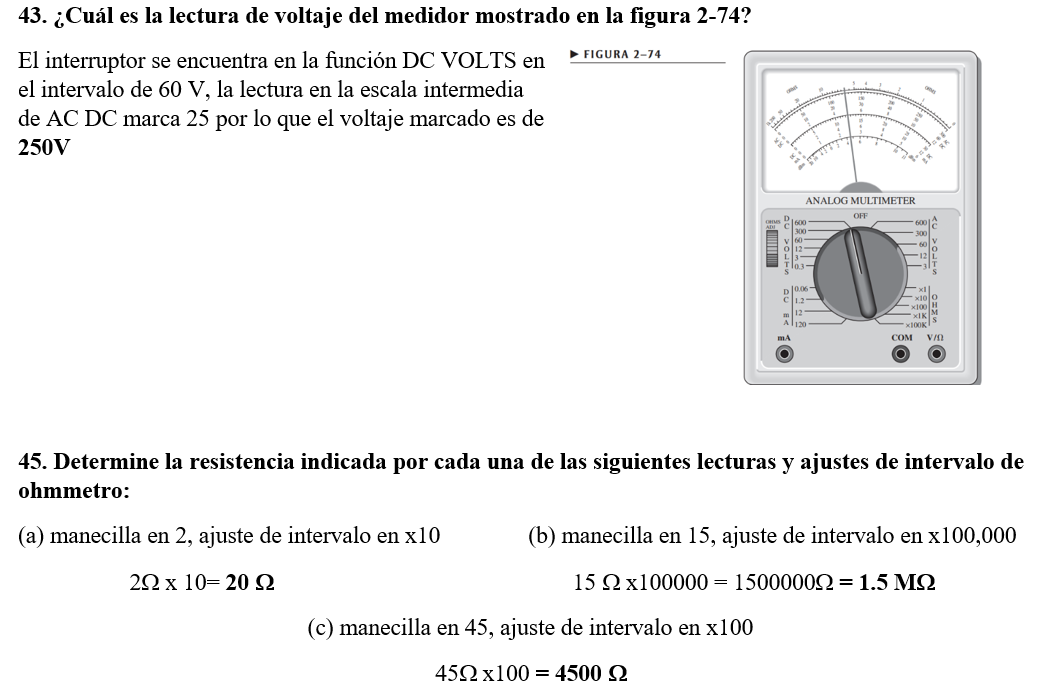 43. ¿Cuál es la lectura de voltaje del medidor mostrado en la figura 2-74?
El interruptor se encuentra en la función DC VOLTS en
el intervalo de 60 V, la lectura en la escala intermedia
de AC DC marca 25 por lo que el voltaje marcado es de
250V
▶ FIGURA 2–74
ANALOG MULTIMETER
OFF
OHMS
ADJ
DC VOLTS
600
300
60
12
3
0.3
DC mA
0.06
1.2
12
120
AC VOLTS
600
300
60
12
3
OHMS
×1
×10
×100
×1K
×100K
mA
COM V/Ω
45. Determine la resistencia indicada por cada una de las siguientes lecturas y ajustes de intervalo de
ohmmetro:
(a) manecilla en 2, ajuste de intervalo en x10
(b) manecilla en 15, ajuste de intervalo en x100,000
2Ω x 10= 20 Ω
15 Ω x100000 = 1500000Ω = 1.5 MΩ
(c) manecilla en 45, ajuste de intervalo en x100
45Ω x100 = 4500 Ω